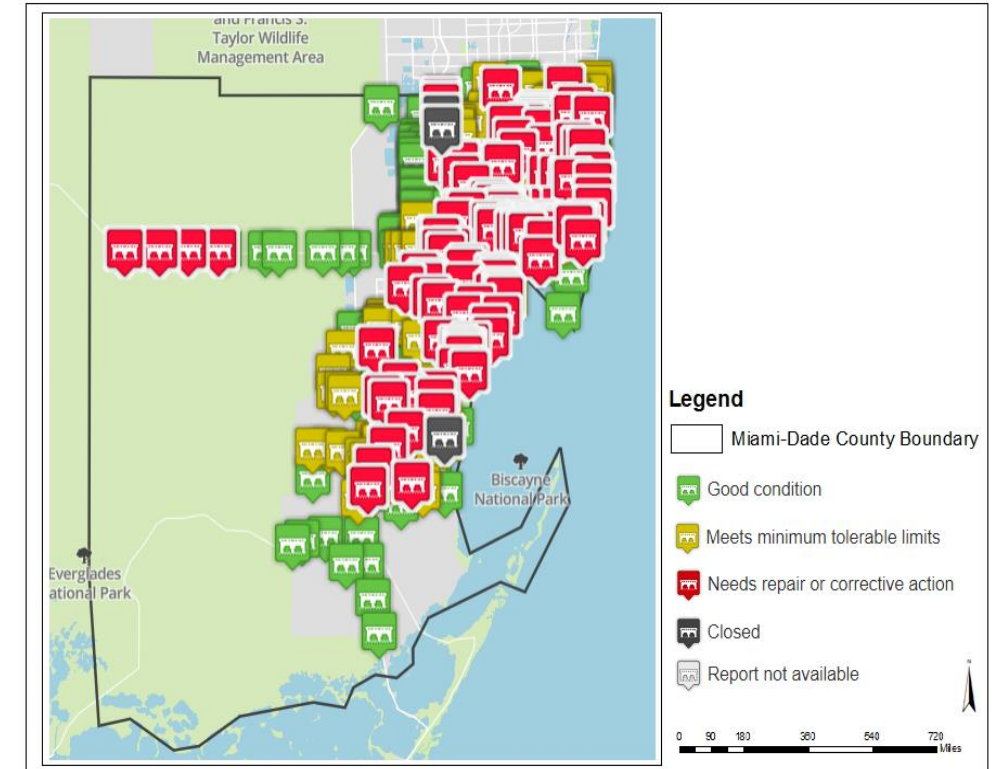 and Francis S.
Taylor Wildlife
Management Area
Biscayne
National Park
Everglades
ational Park
Legend
Miami-Dade County Boundary
Good condition
Meets minimum tolerable limits
Needs repair or corrective action
Closed
Report not available
N
0 90 180 360 540 720
Miles